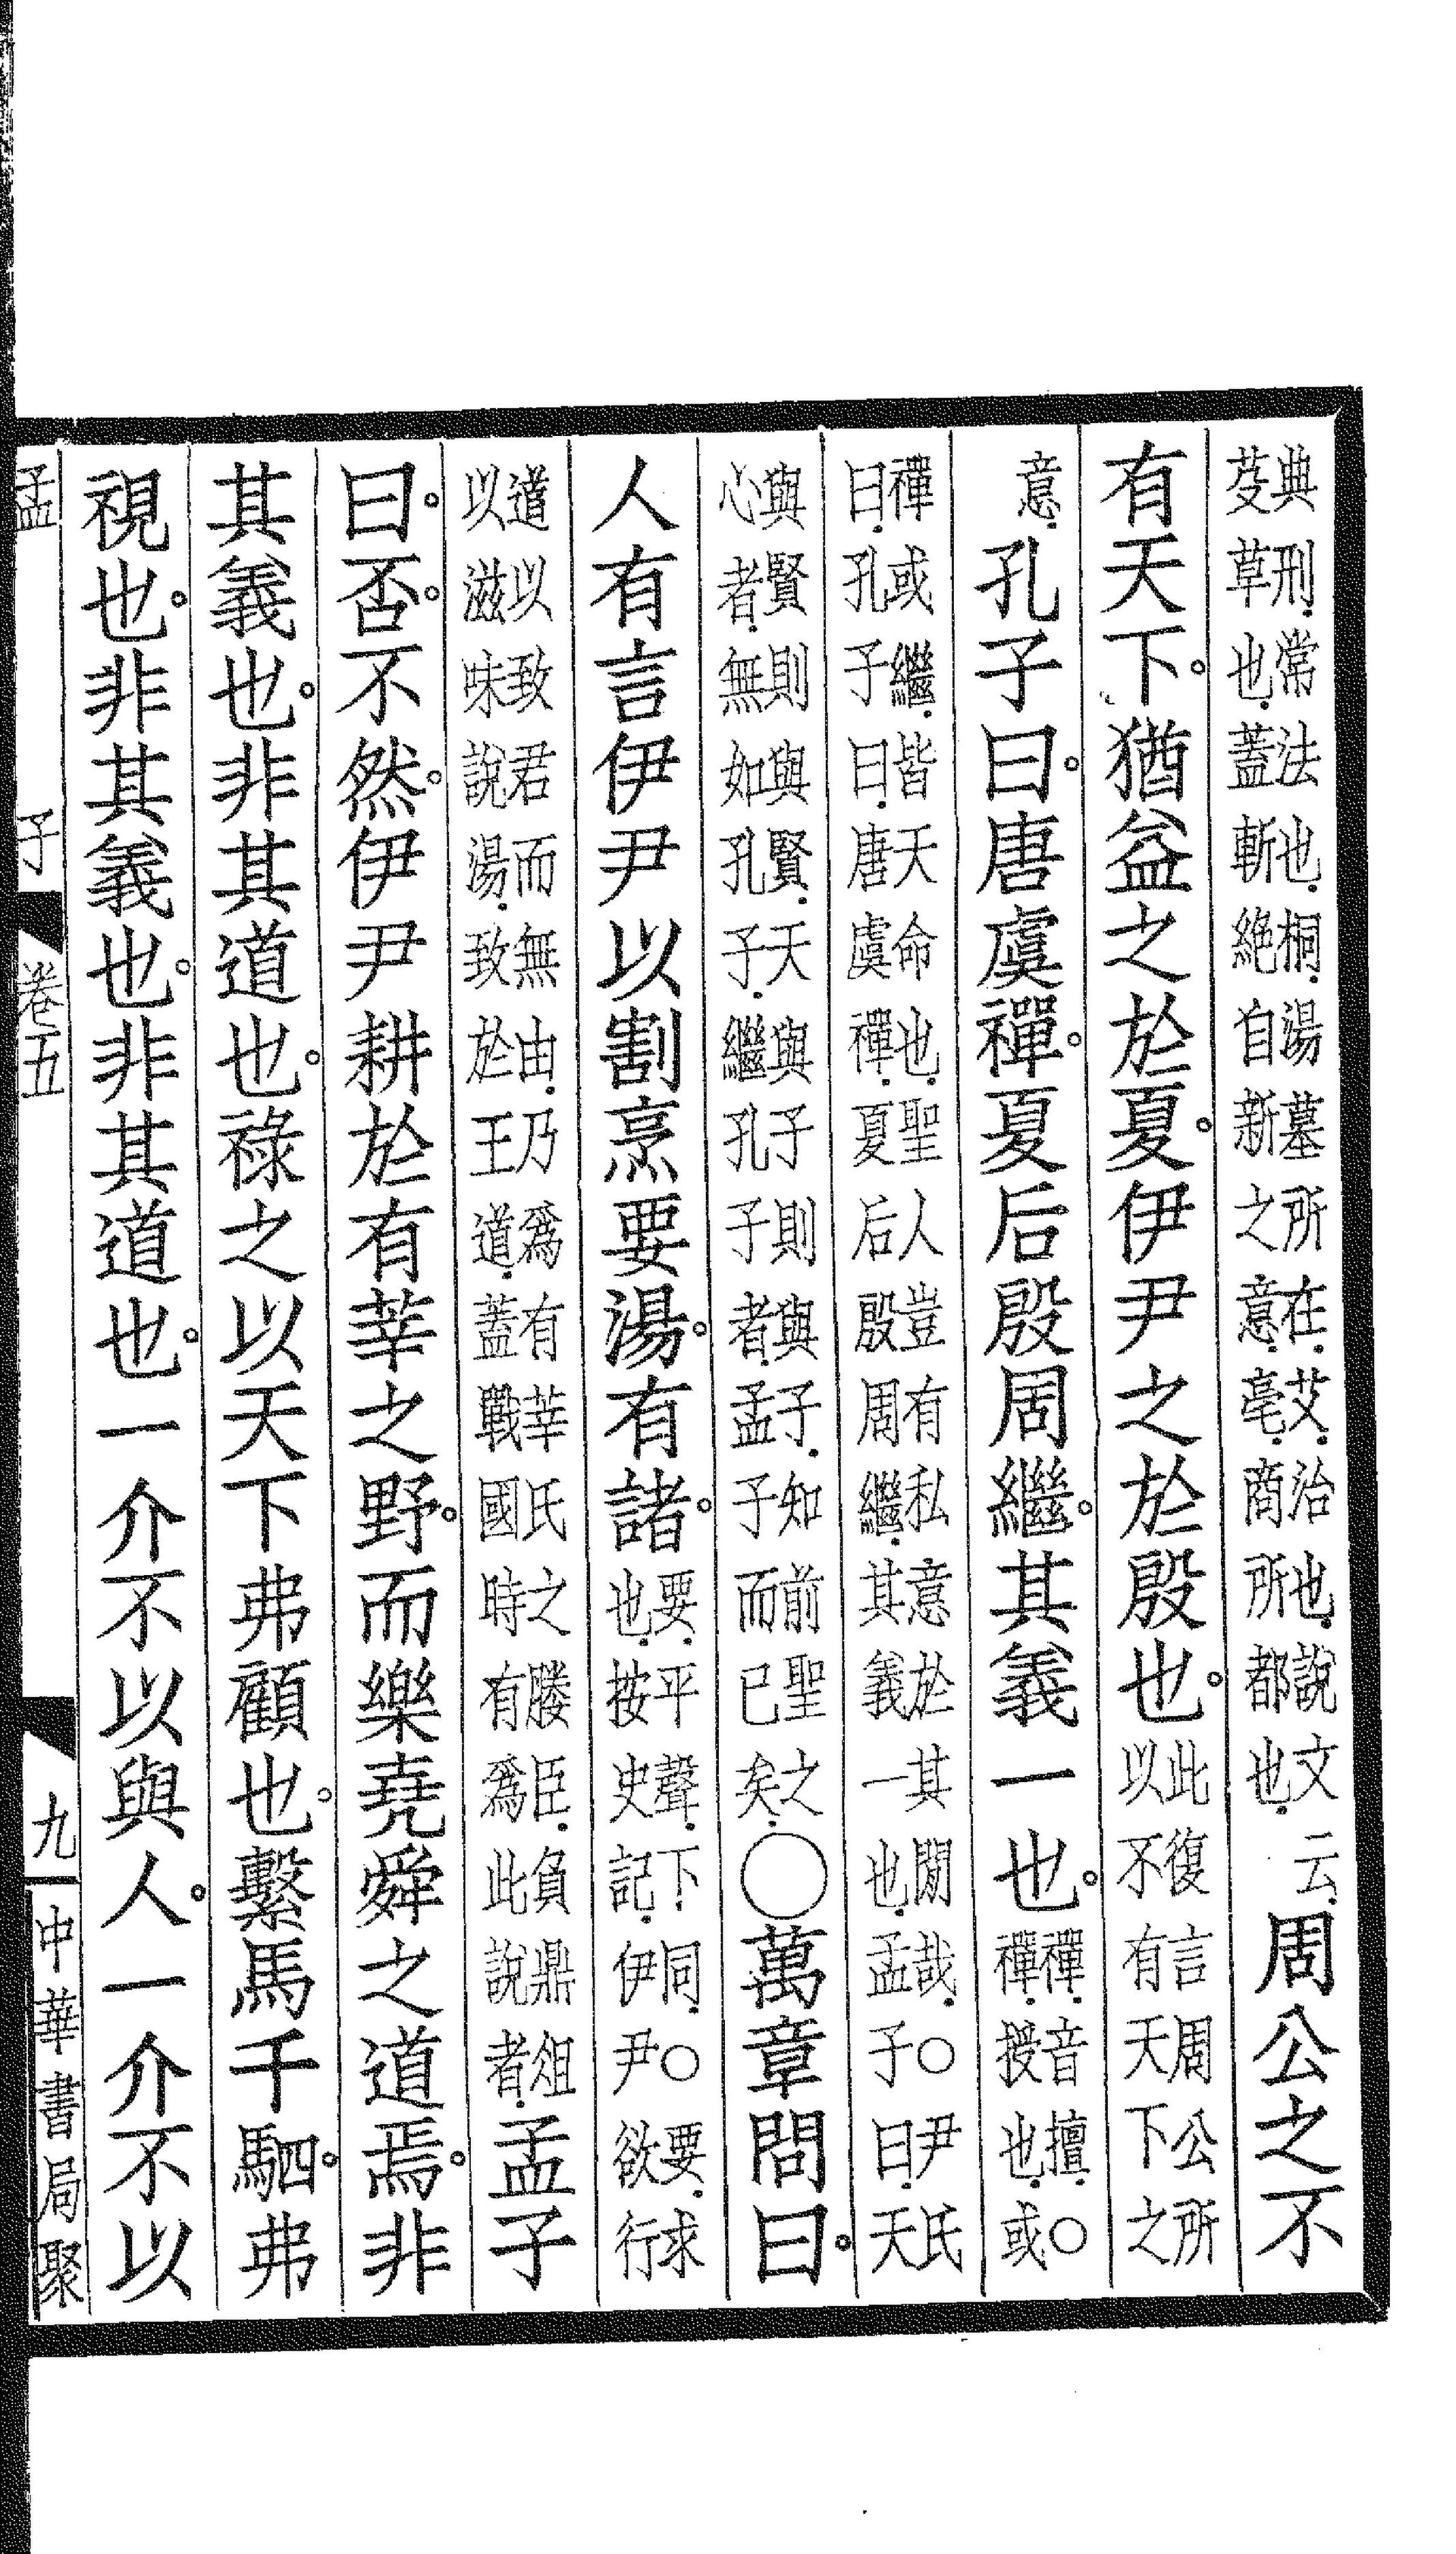 典刑.常法也.桐.湯墓所在.艾.治也.說文云.
芟草也.蓋斬絕自新之意.亳.商所都也.周公之不
有天下。猶益之於夏。伊尹之於殷也。此復言周公所
以不有天下之
意.孔子曰。唐虞禪。夏后殷周繼。其義一也。禪.音擅.○
禪.授也.或
禪或繼.皆天命也.聖人豈有私意於其閒哉.○尹氏
曰.孔子曰.唐虞禪.夏后殷周繼.其義一也.孟子曰.天
與賢則與賢.天與子則與子.知前聖之
心者.無如孔子.繼孔子者.孟子而已矣.○萬章問曰。
人有言伊尹以割烹要湯。有諸。要.平聲.下同.○要.求
也.按史記.伊尹欲行
道以致君而無由.乃爲有莘氏之媵臣.負鼎俎
以滋味說湯.致於王道.蓋戰國時有爲此說者.孟子
曰。否。不然。伊尹耕於有莘之野。而樂堯舜之道焉。非
其義也。非其道也。祿之以天下弗顧也。繫馬千駟。弗
視也。非其義也。非其道也。一介不以與人。一介不以
孟子 卷五 九 中華書局聚